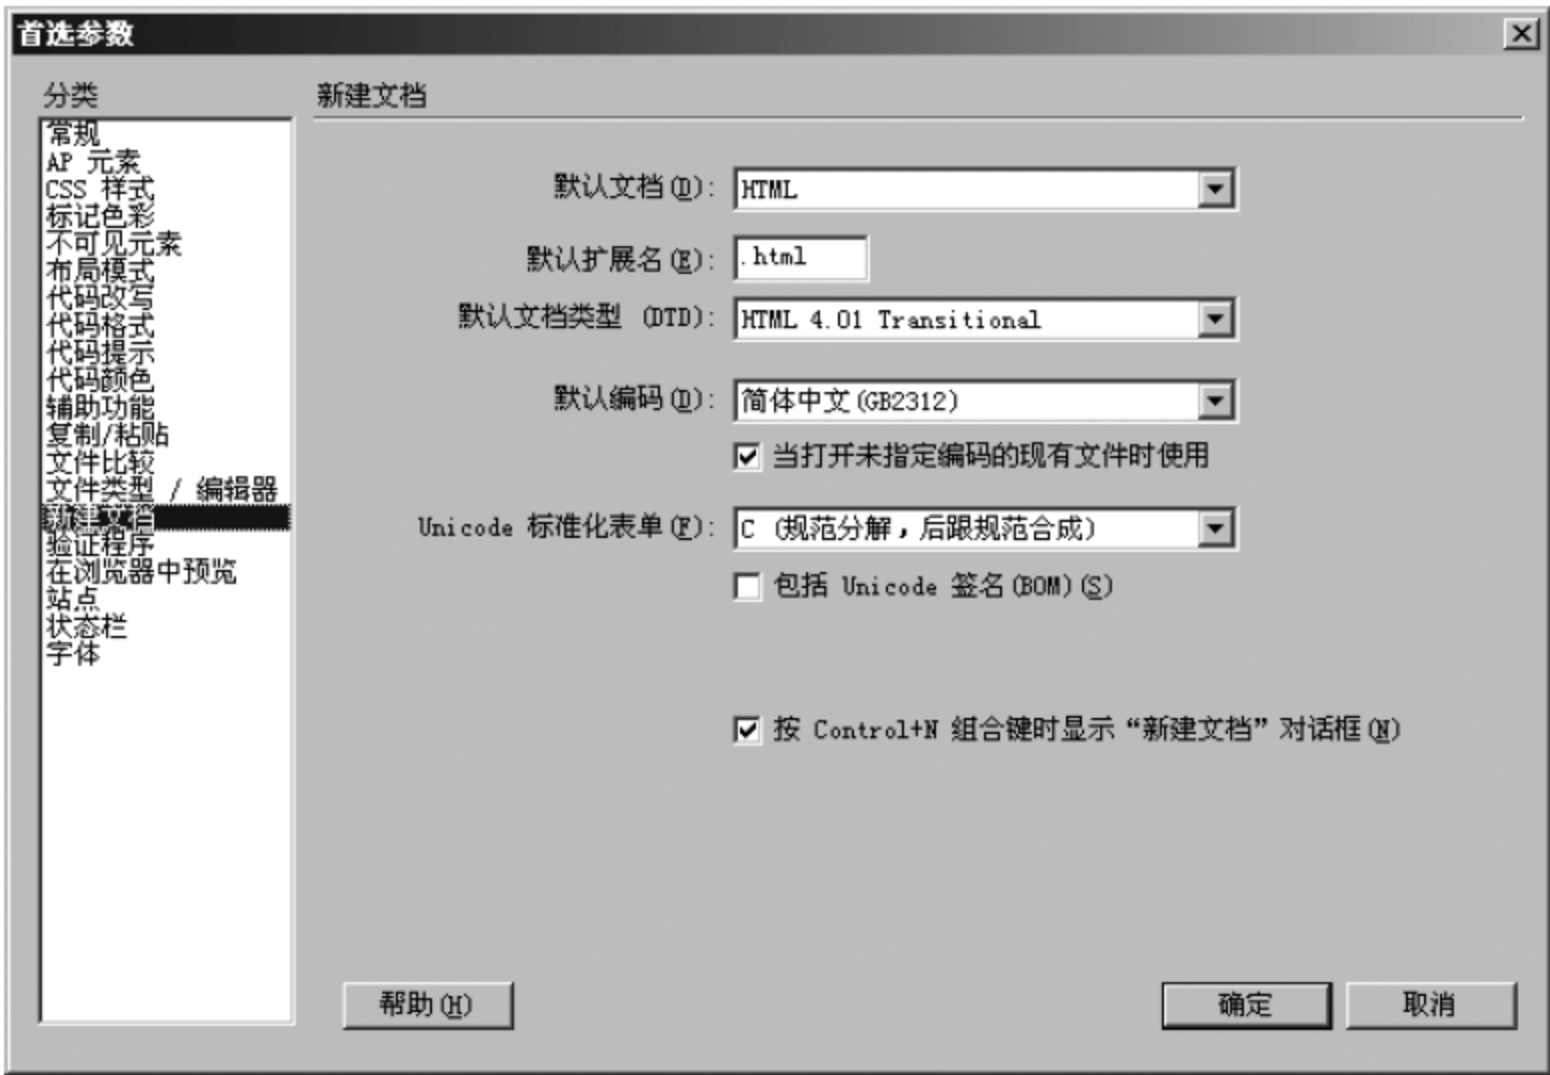 首选参数
分类
常规
AP 元素
CSS 样式
标记色彩
不可见元素
布局模式
代码改写
代码格式
代码提示
代码颜色
辅助功能
复制/粘贴
文件比较
文件类型 / 编辑器
新建文档
验证程序
在浏览器中预览
站点
状态栏
字体
新建文档
默认文档(D): HTML
默认扩展名(E): .html
默认文档类型 (DTD): HTML 4.01 Transitional
默认编码(D): 简体中文(GB2312)
当打开未指定编码的现有文件时使用
Unicode 标准化表单(F): C (规范分解，后跟规范合成)
包括 Unicode 签名(BOM)(S)
按 Control+N 组合键时显示“新建文档”对话框(N)
帮助(H) 确定 取消